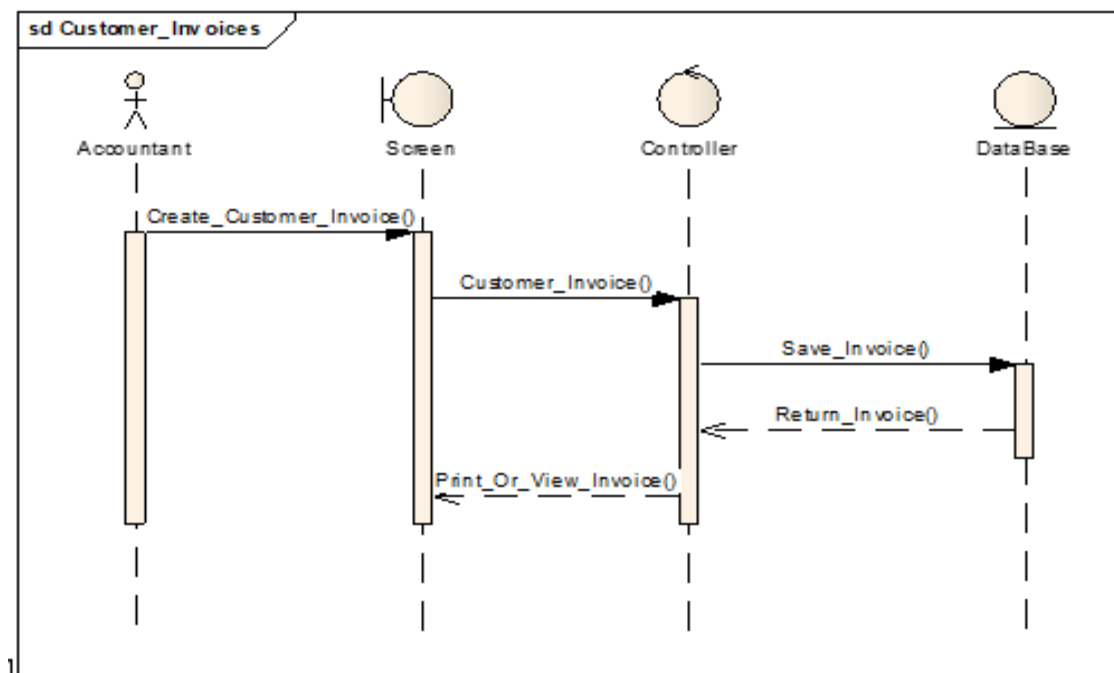 sd Customer_Invoices
Accountant
Screen
Controller
DataBase
Create_Customer_Invoice()
Customer_Invoice()
Save_Invoice()
Return_Invoice()
Print_Or_View_Invoice()